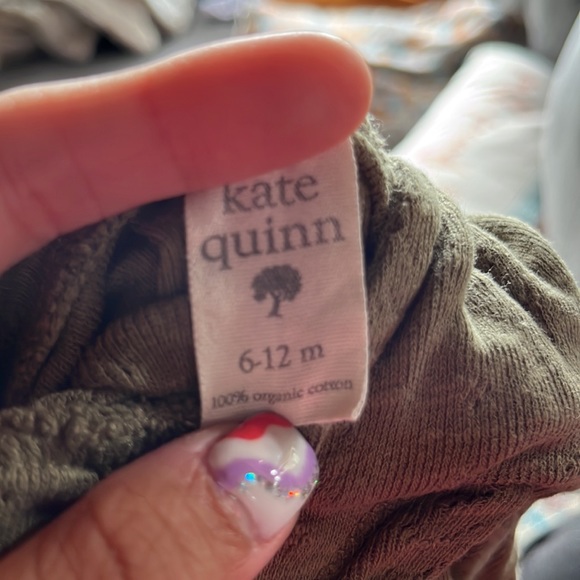 kate
quinn
6-12 m
100% organic cotton